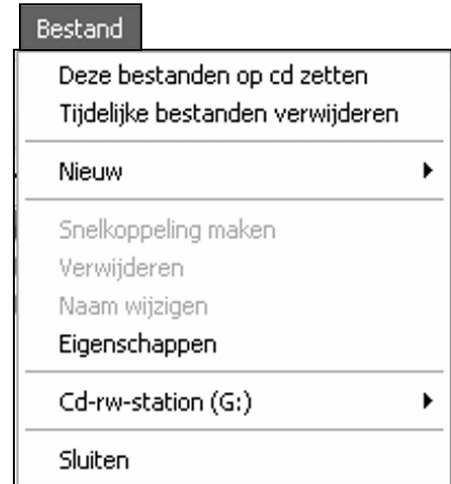 Bestand
Deze bestanden op cd zetten
Tijdelijke bestanden verwijderen
Nieuw
Snelkoppeling maken
Verwijderen
Naam wijzigen
Eigenschappen
Cd-rw-station (G:)
Sluiten